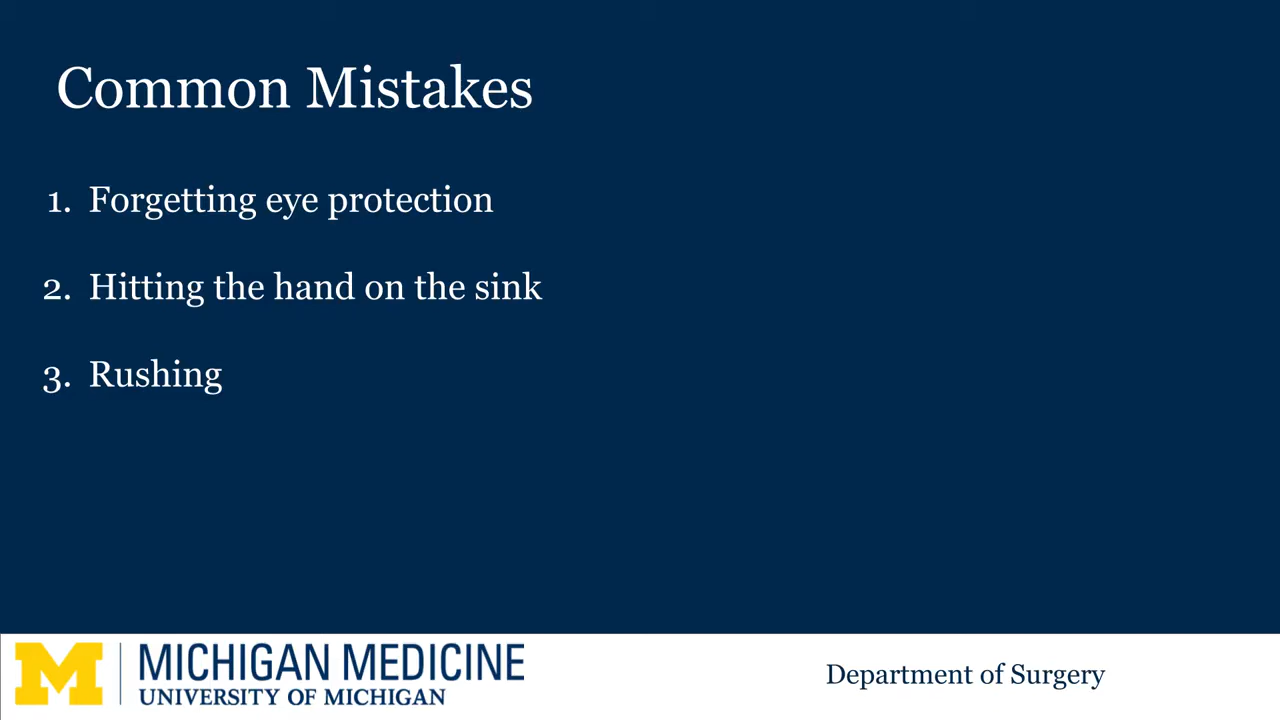 Common Mistakes
1. Forgetting eye protection
2. Hitting the hand on the sink
3. Rushing
M
MICHIGAN MEDICINE
UNIVERSITY OF MICHIGAN
Department of Surgery